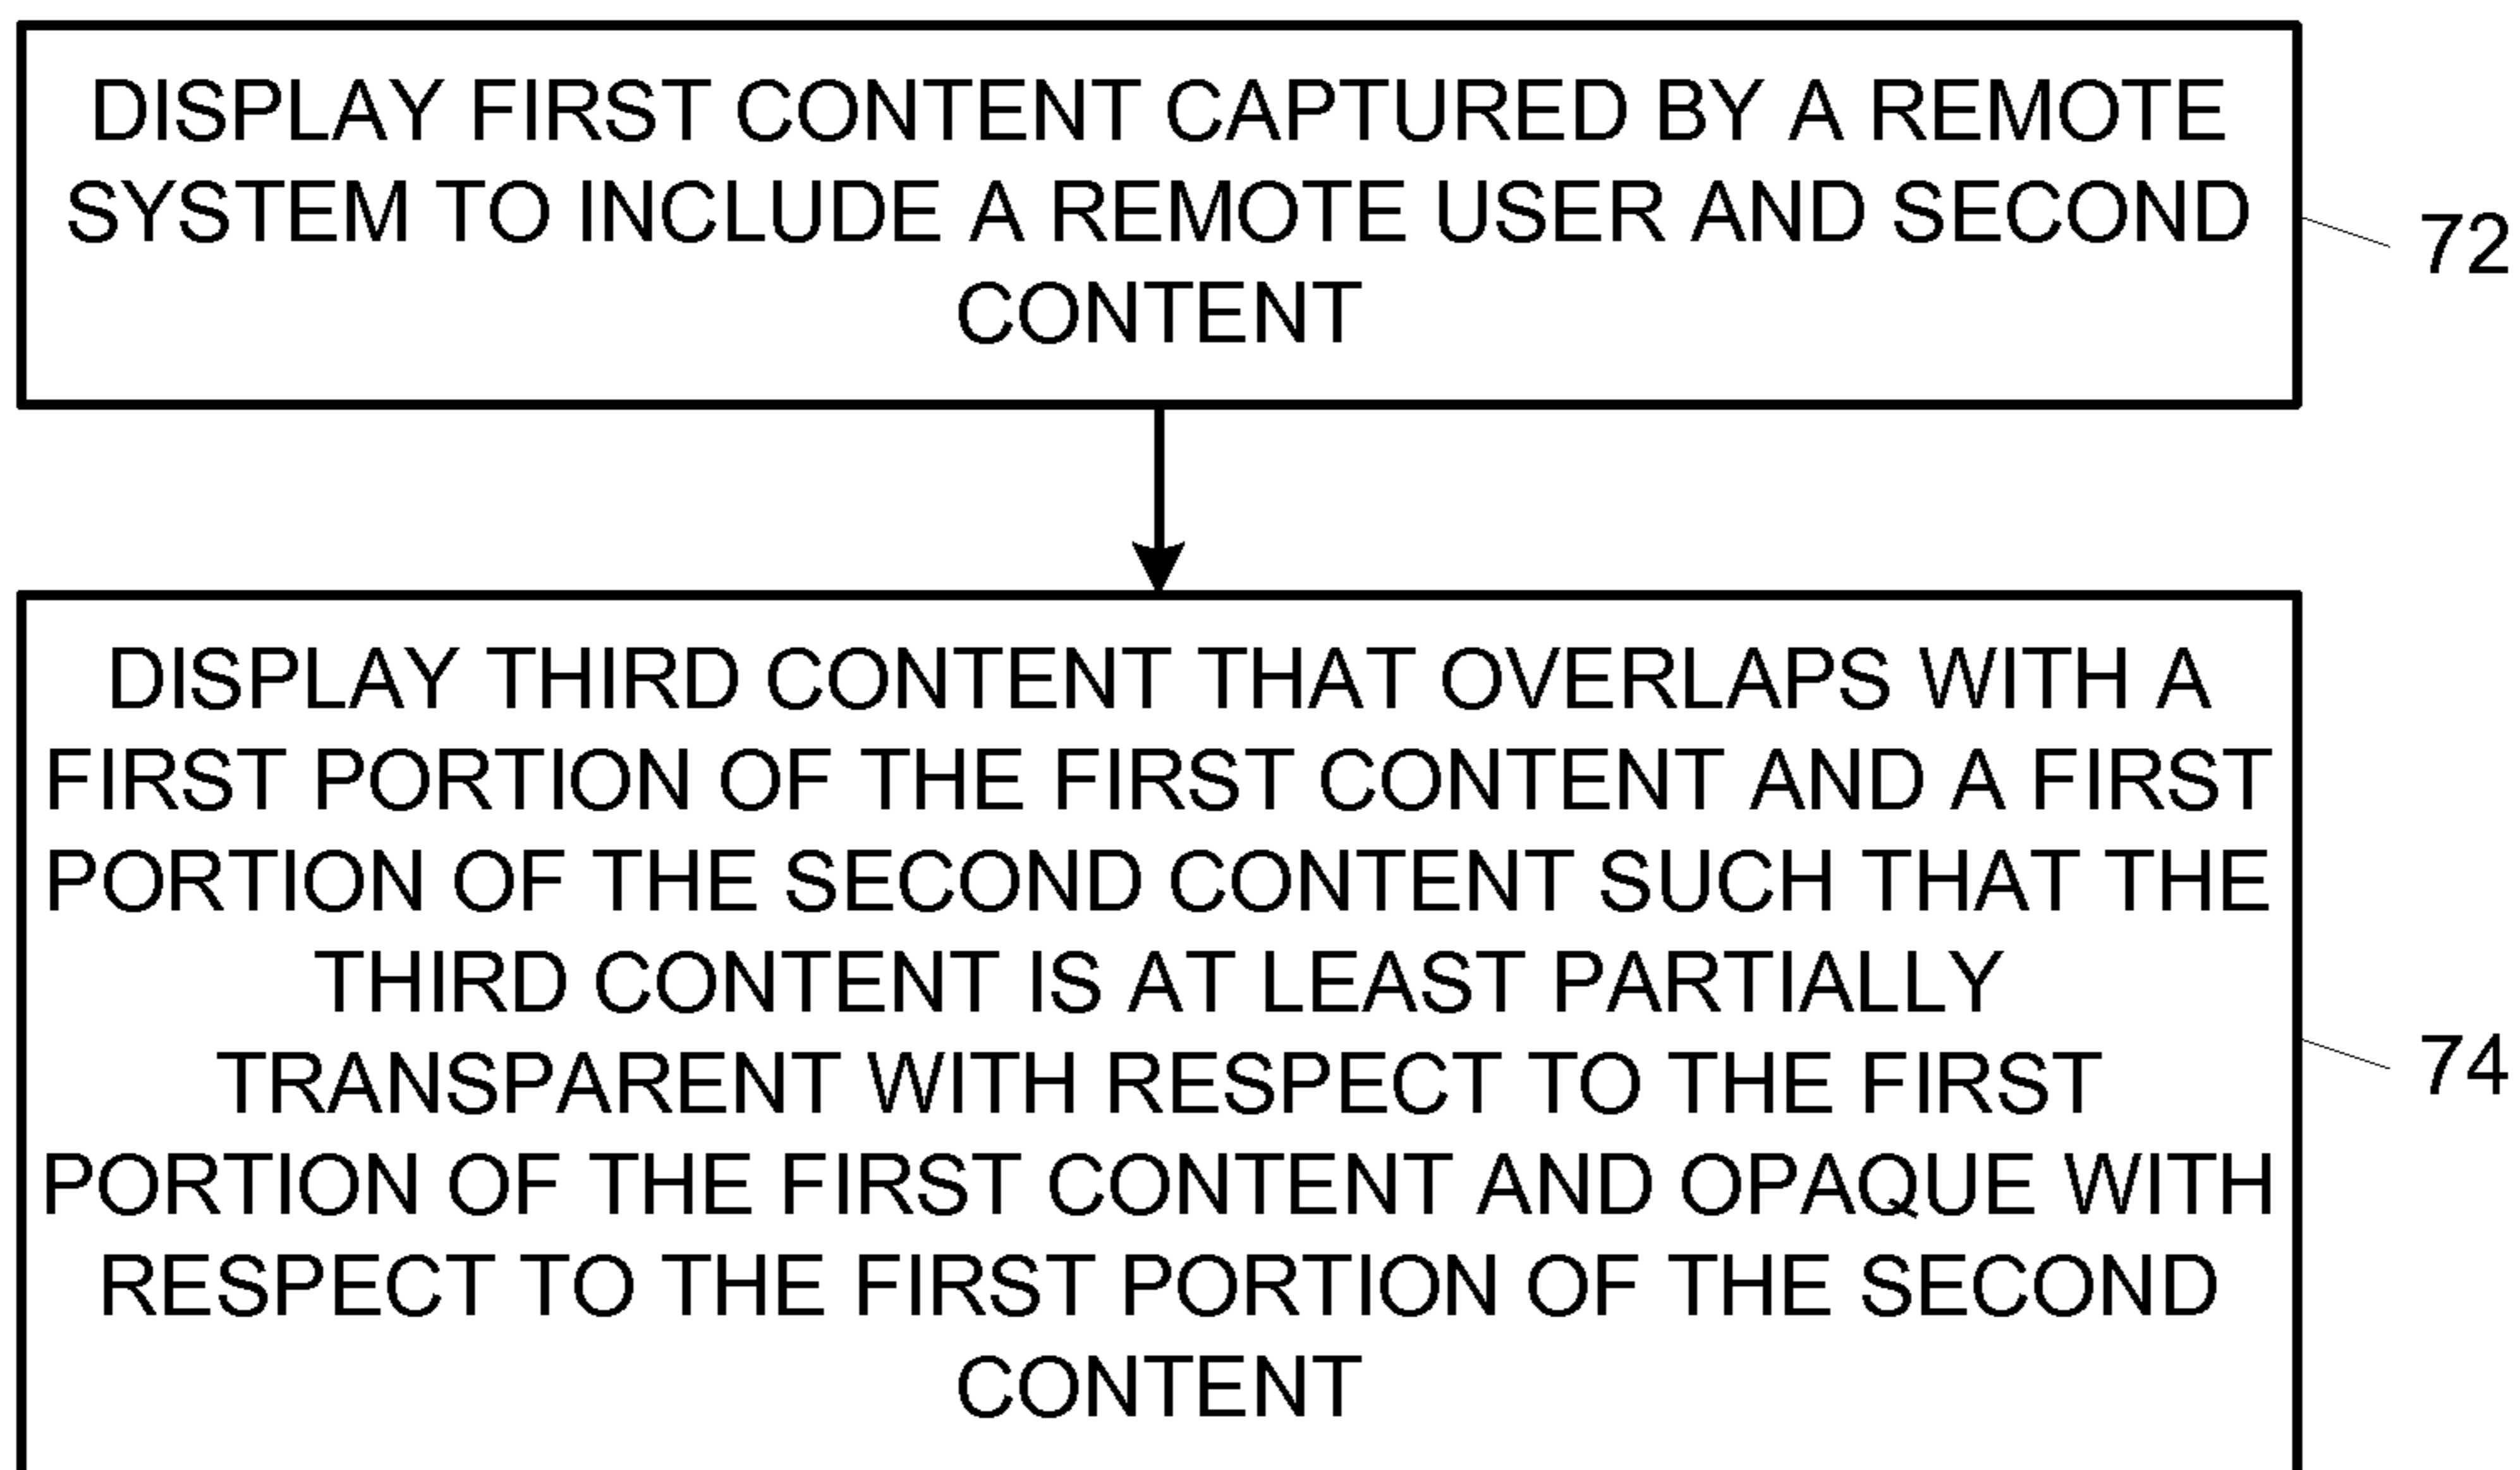 DISPLAY FIRST CONTENT CAPTURED BY A REMOTE
SYSTEM TO INCLUDE A REMOTE USER AND SECOND
CONTENT
72
DISPLAY THIRD CONTENT THAT OVERLAPS WITH A
FIRST PORTION OF THE FIRST CONTENT AND A FIRST
PORTION OF THE SECOND CONTENT SUCH THAT THE
THIRD CONTENT IS AT LEAST PARTIALLY
TRANSPARENT WITH RESPECT TO THE FIRST
PORTION OF THE FIRST CONTENT AND OPAQUE WITH
RESPECT TO THE FIRST PORTION OF THE SECOND
CONTENT
74